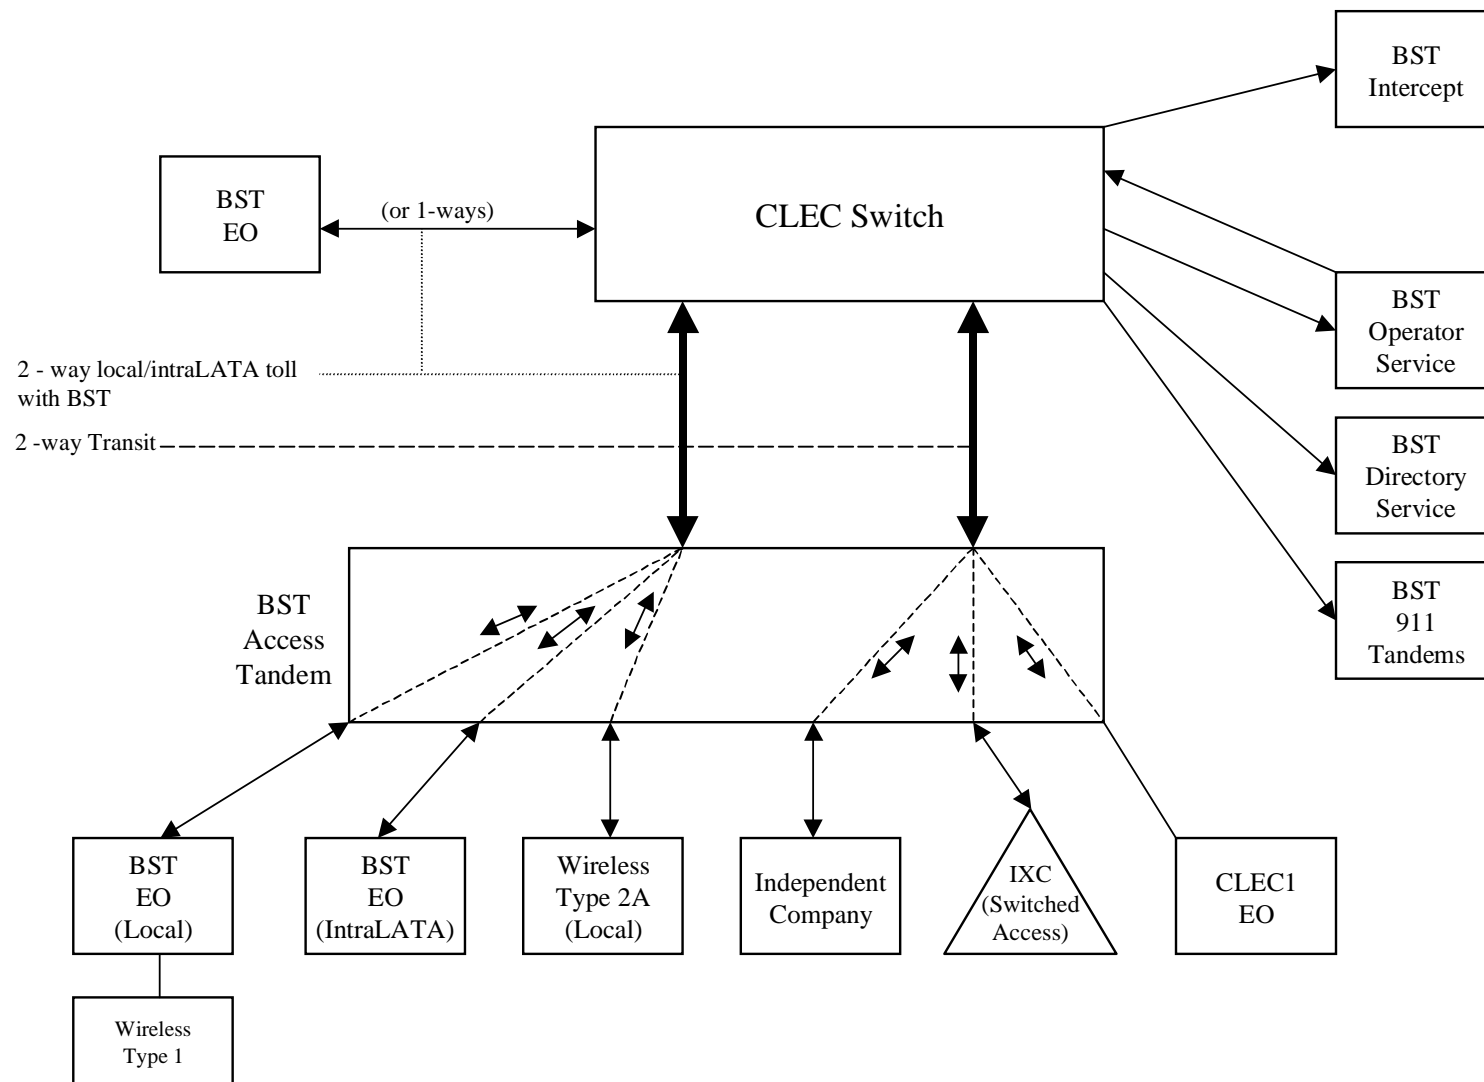 BST
Intercept
BST
EO
(or 1-ways)
CLEC Switch
BST
Operator
Service
2 - way local/intraLATA toll
with BST
2 -way Transit
BST
Directory
Service
BST
Access
Tandem
BST
911
Tandems
BST
EO
(Local)
BST
EO
(IntraLATA)
Wireless
Type 2A
(Local)
Independent
Company
IXC
(Switched
Access)
CLEC1
EO
Wireless
Type 1